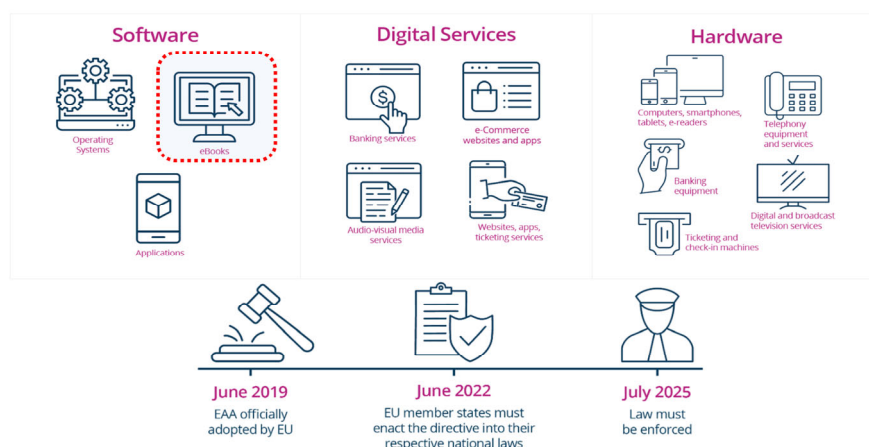 Software
Operating
Systems
eBooks
Applications
Digital Services
Banking services
e-Commerce
websites and apps
Audio-visual media
services
Websites, apps,
ticketing services
Hardware
Computers, smartphones,
tablets, e-readers
Telephony
equipment
and services
Banking
equipment
Digital and broadcast
television services
Ticketing and
check-in machines
June 2019
EAA officially
adopted by EU
June 2022
EU member states must
enact the directive into their
respective national laws
July 2025
Law must
be enforced